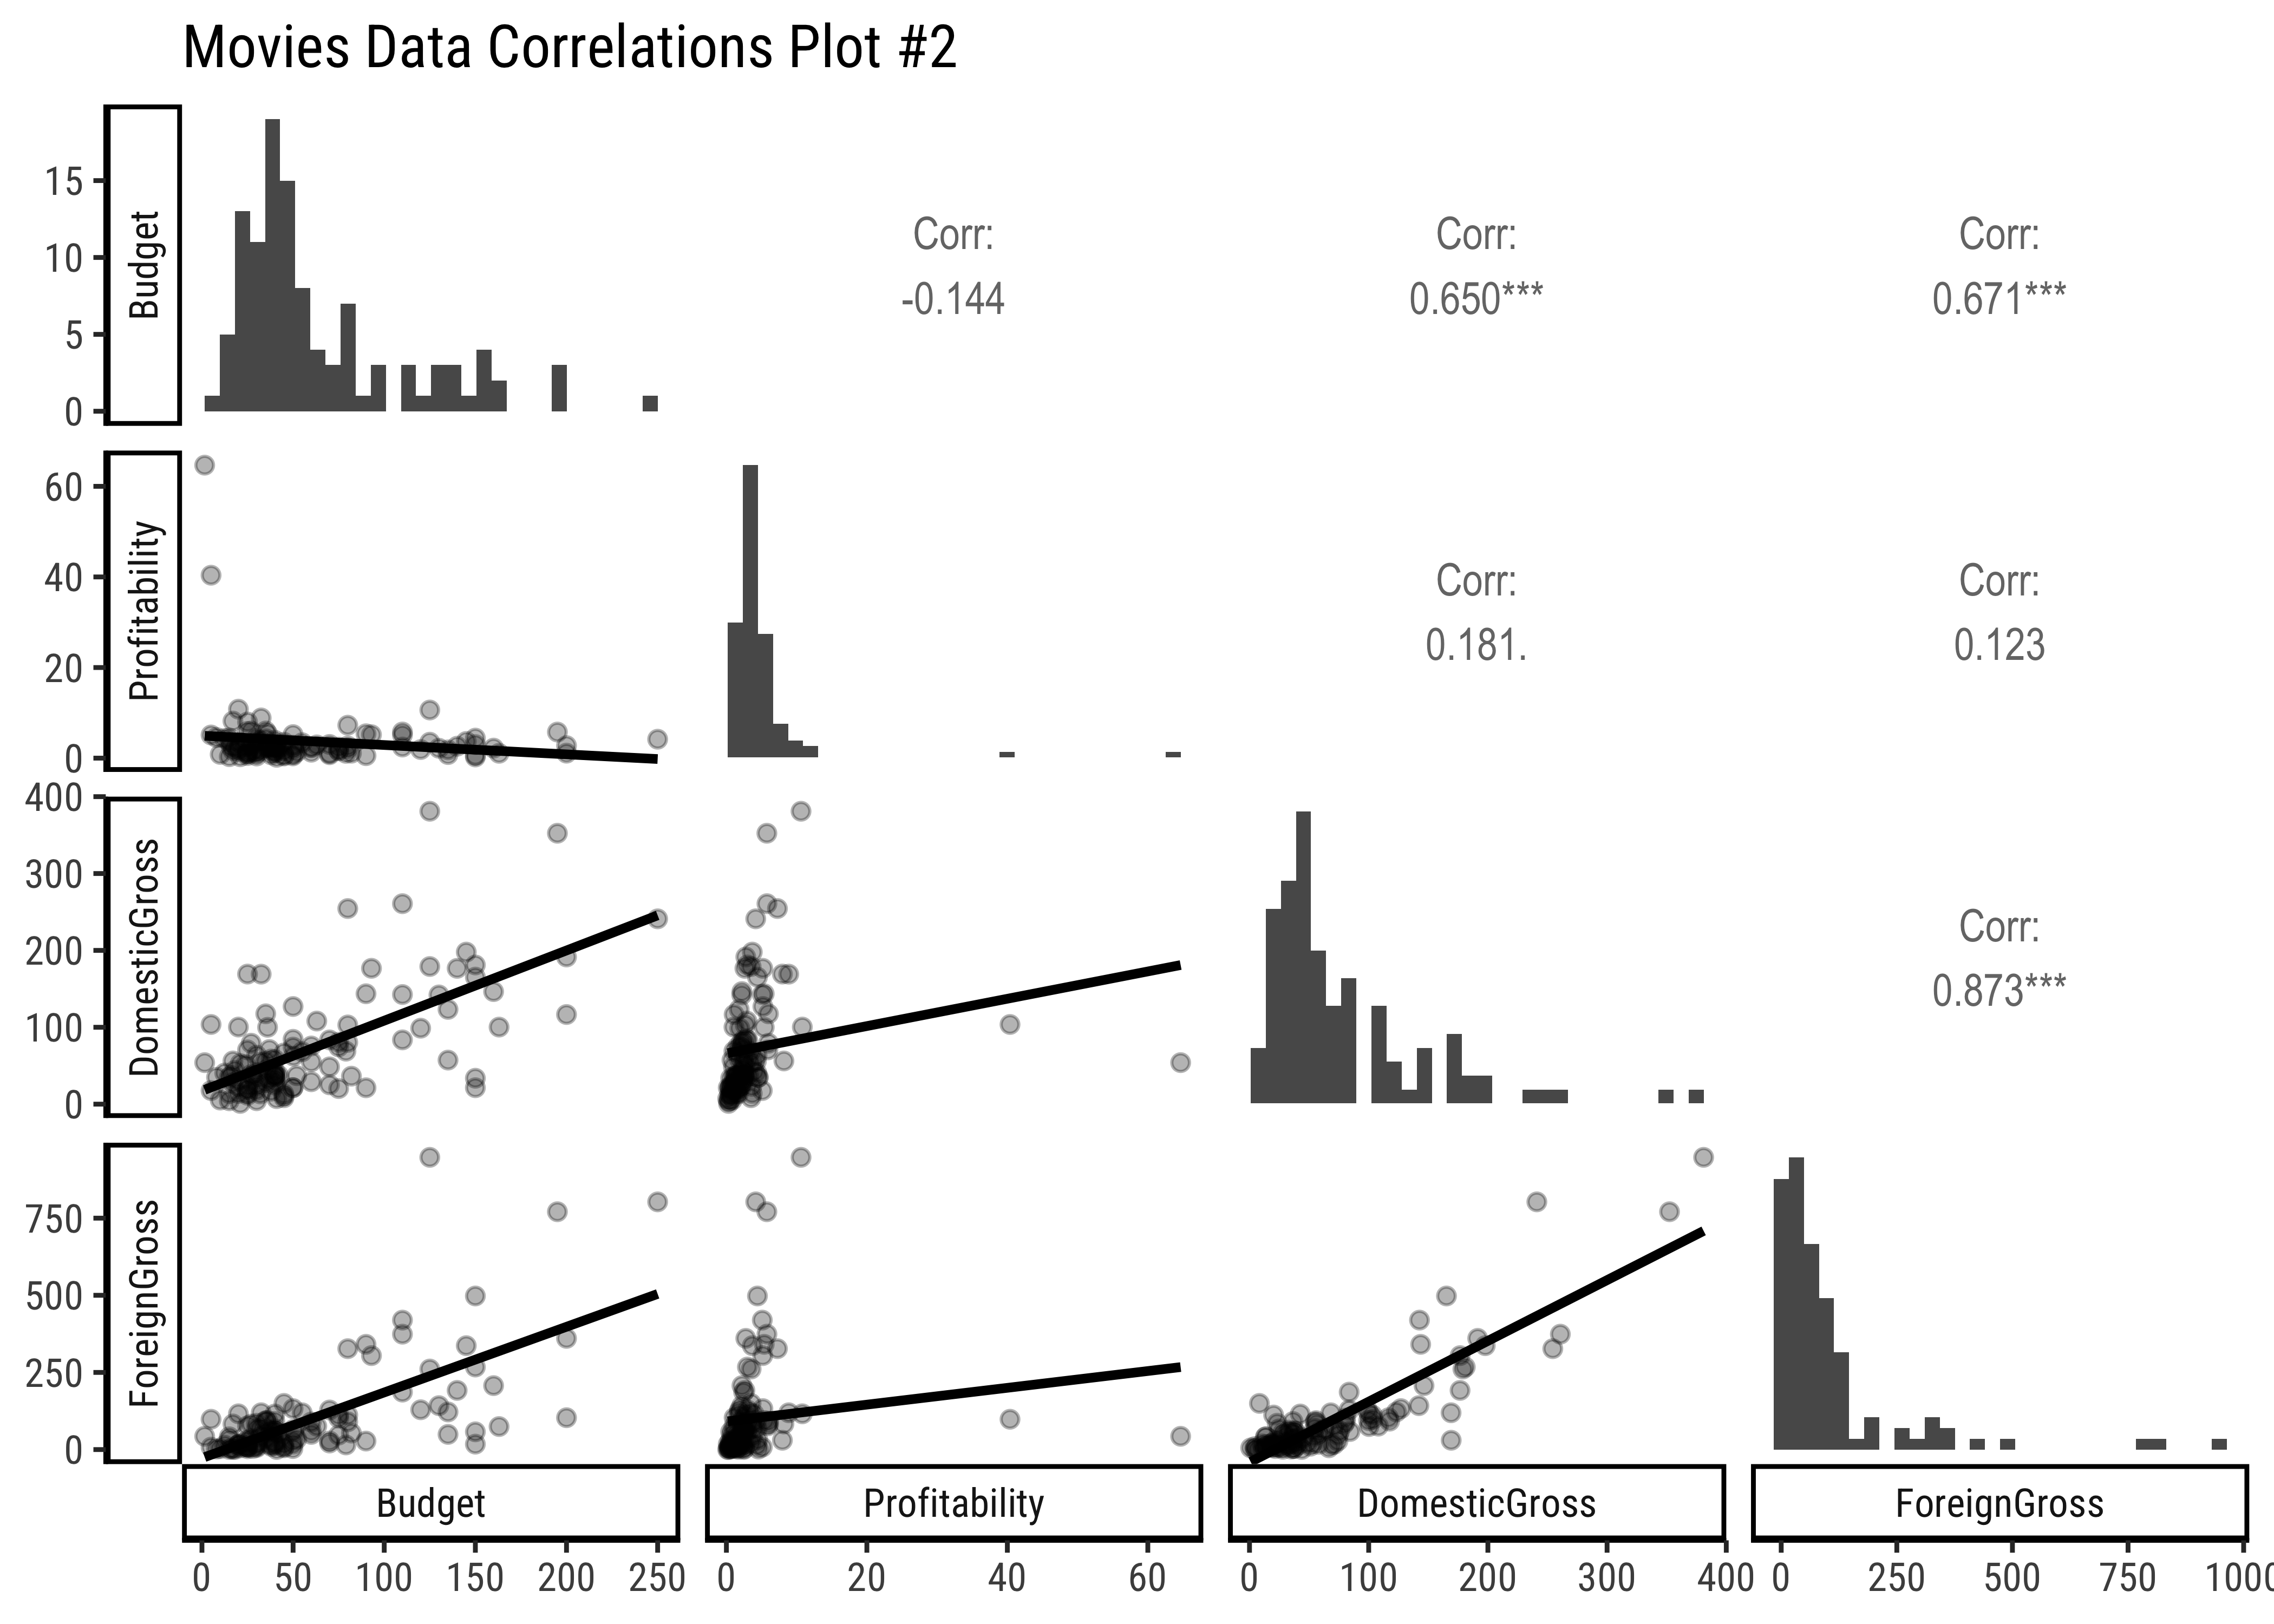 Movies Data Correlations Plot #2
Budget
15
10
5
0
Corr:
-0.144
Corr:
0.650***
Corr:
0.671***
Profitability
60
40
20
0
Corr:
0.181.
Corr:
0.123
DomesticGross
400
300
200
100
0
Corr:
0.873***
ForeignGross
750
500
250
0
Budget
Profitability
DomesticGross
ForeignGross
0 50 100 150 200 250
0 20 40 60
0 100 200 300 400
0 250 500 750 1000